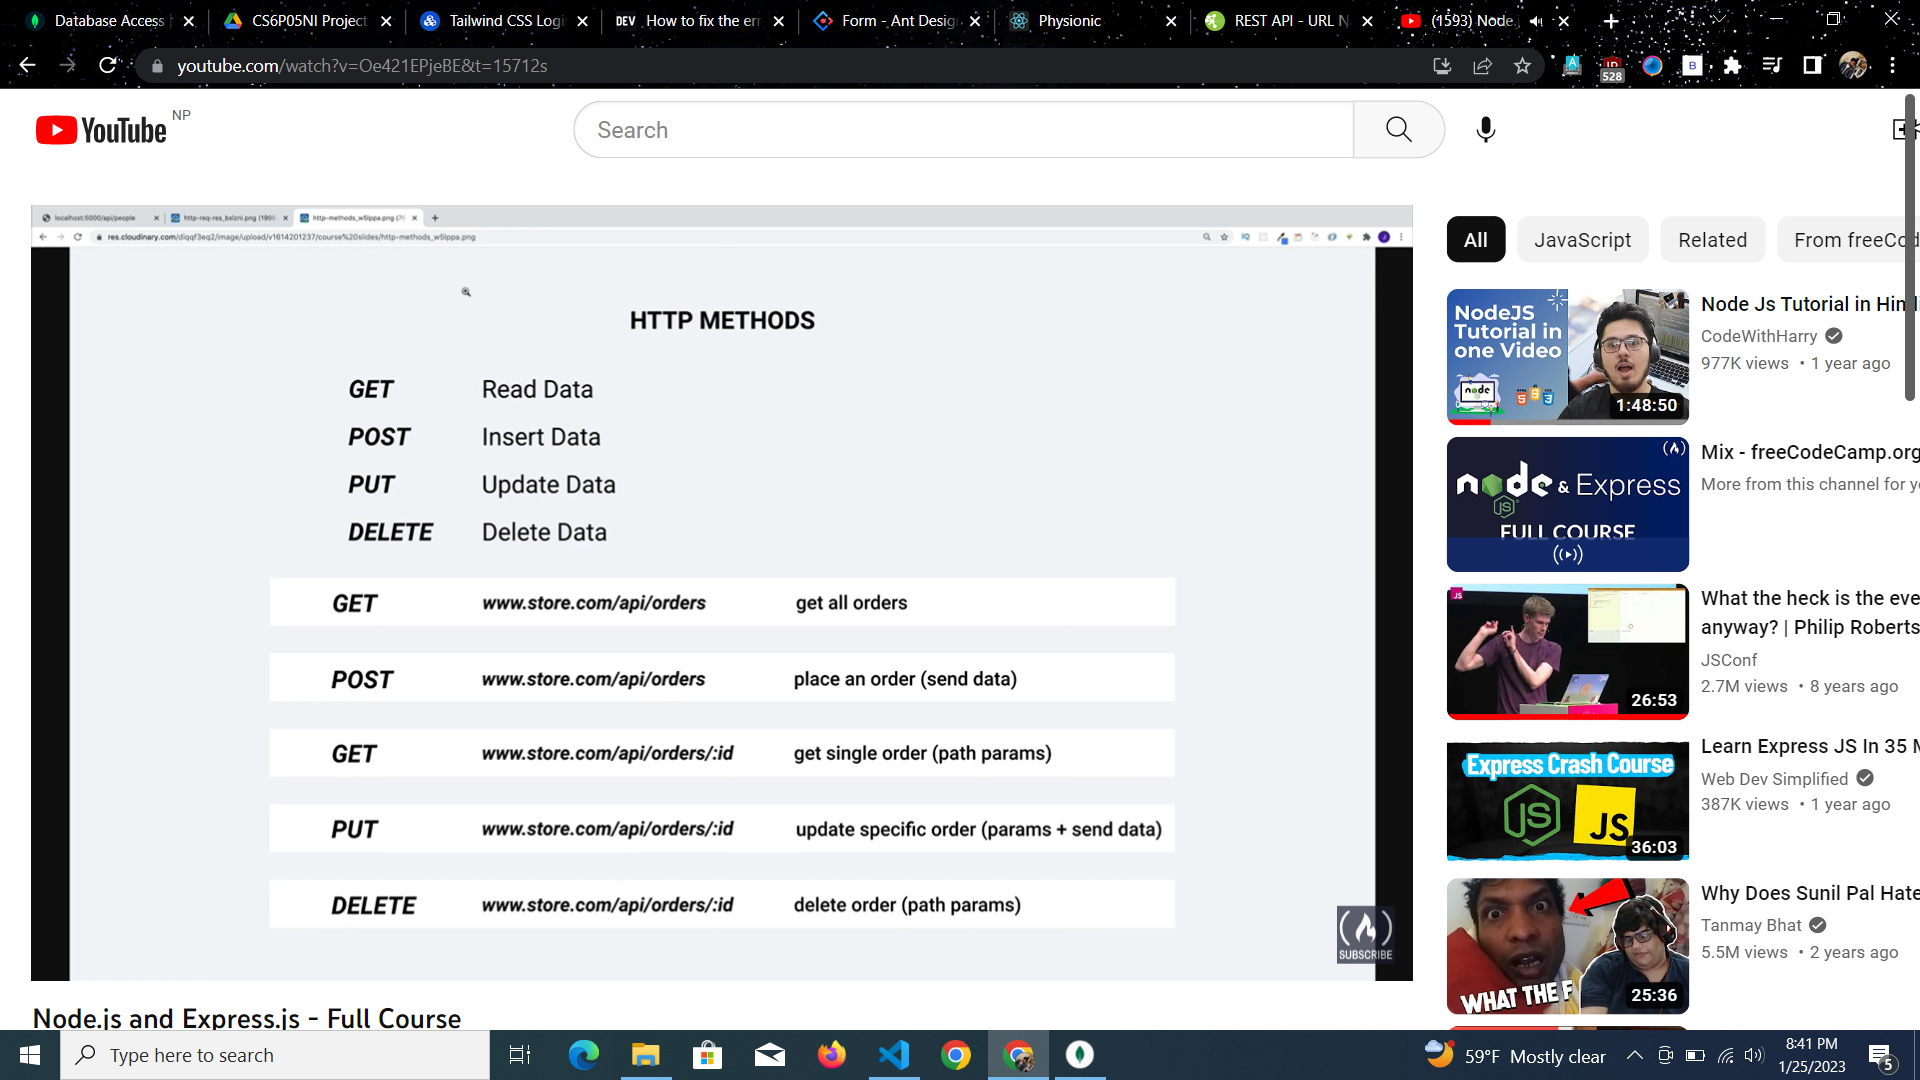 Database Access
CS6P05NI Project
Tailwind CSS Logi
DEV How to fix the err
Form - Ant Desig
Physionic
REST API - URL N
(1593) Node.
youtube.com/watch?v=Oe421EPjeBE&t=15712s
528
B
YouTube NP
Search
localhost:5000/api/people
http-req-res_bslzni.png (1998
http-methods_w5lppa.png (76
res.cloudinary.com/diqqf3eq2/image/upload/v1614201237/course%20slides/http-methods_w5lppa.png
HTTP METHODS
GET Read Data
POST Insert Data
PUT Update Data
DELETE Delete Data
GET www.store.com/api/orders get all orders
POST www.store.com/api/orders place an order (send data)
GET www.store.com/api/orders/:id get single order (path params)
PUT www.store.com/api/orders/:id update specific order (params + send data)
DELETE www.store.com/api/orders/:id delete order (path params)
SUBSCRIBE
Node.js and Express.js - Full Course
All JavaScript Related From freeCod
NodeJS
Tutorial in
one Video
node
1:48:50
Node Js Tutorial in Hindi
CodeWithHarry
977K views • 1 year ago
node & Express
JS
FULL COURSE
Mix - freeCodeCamp.org
More from this channel for yo
JS
26:53
What the heck is the eve
anyway? | Philip Roberts
JSConf
2.7M views • 8 years ago
Express Crash Course
JS
JS
36:03
Learn Express JS In 35 M
Web Dev Simplified
387K views • 1 year ago
WHAT THE F
25:36
Why Does Sunil Pal Hate
Tanmay Bhat
5.5M views • 2 years ago
Type here to search
59°F Mostly clear
8:41 PM
1/25/2023
5